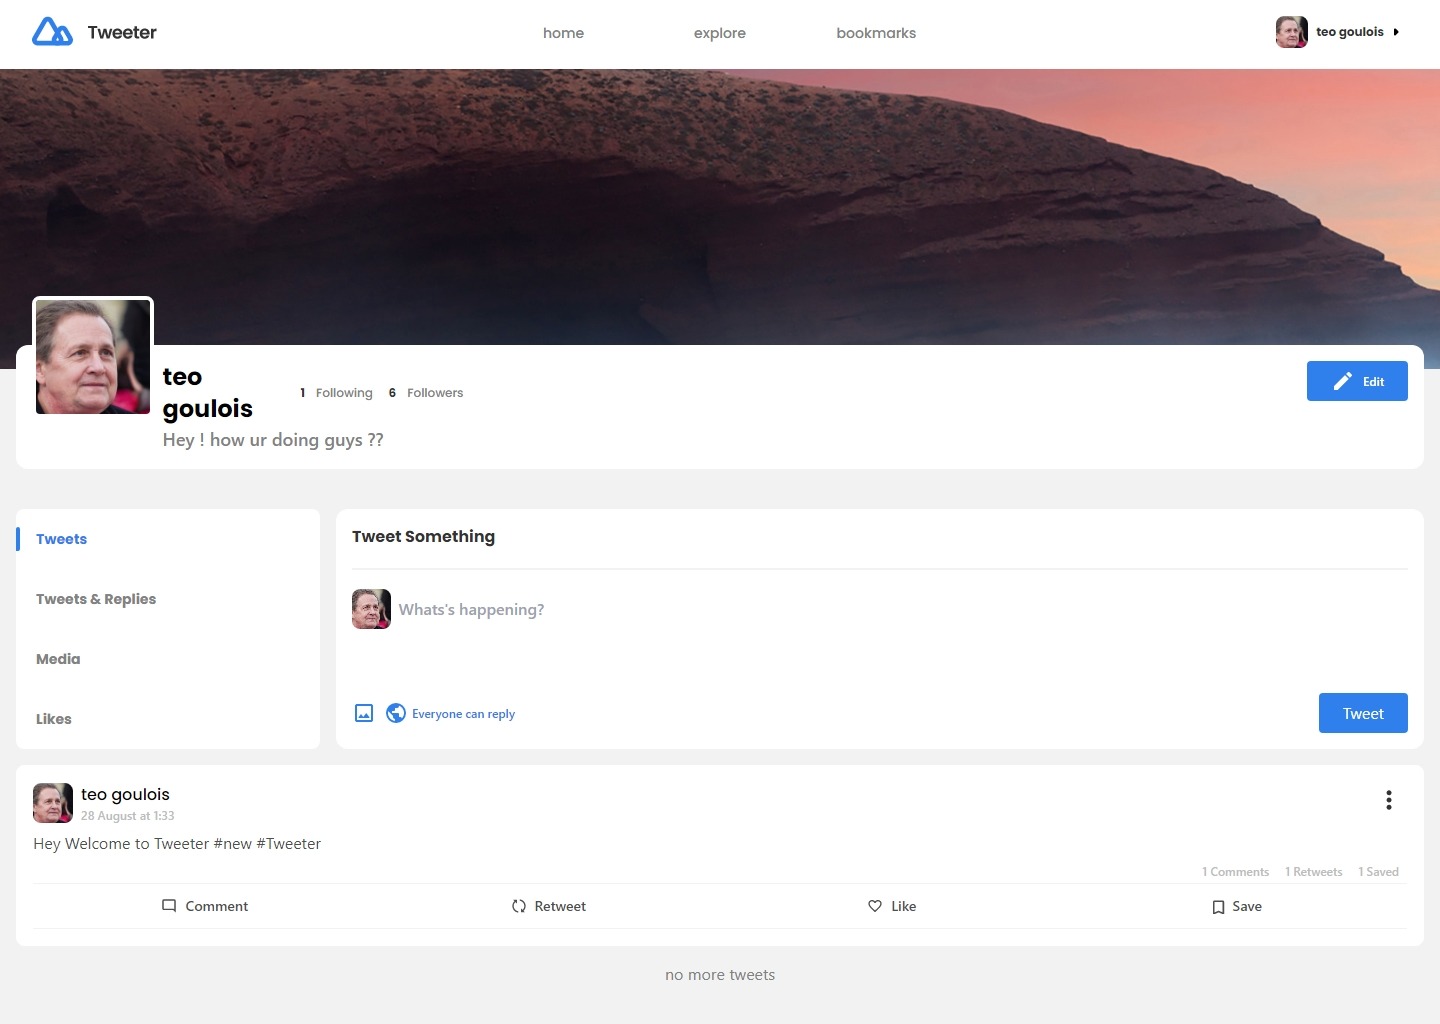 Tweeter
home
explore
bookmarks
teo goulois
teo
goulois
1 Following 6 Followers
Hey ! how ur doing guys ??
Edit
Tweets
Tweets & Replies
Media
Likes
Tweet Something
Whats's happening?
Everyone can reply
Tweet
teo goulois
28 August at 1:33
Hey Welcome to Tweeter #new #Tweeter
1 Comments 1 Retweets 1 Saved
Comment
Retweet
Like
Save
no more tweets